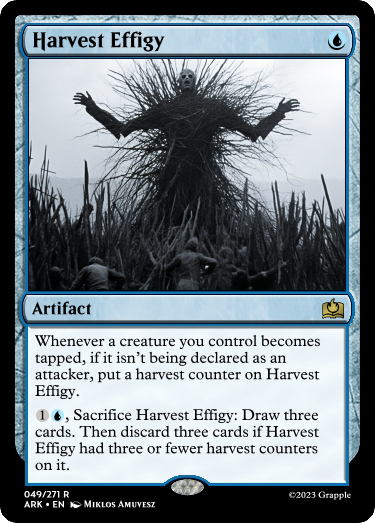 Harvest Effigy
Artifact
Whenever a creature you control becomes
tapped, if it isn't being declared as an
attacker, put a harvest counter on Harvest
Effigy.
1, Sacrifice Harvest Effigy: Draw three
cards. Then discard three cards if Harvest
Effigy had three or fewer harvest counters
on it.
049/271 R
ARK • EN MIKLOS AMUVESZ
©2023 Grapple